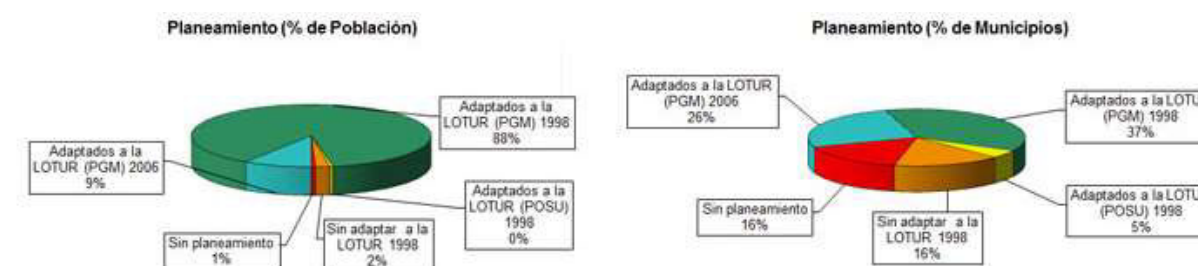 Planeamiento (% de Población)
Adaptados a la
LOTUR (PGM) 1998
88%
Adaptados a la
LOTUR (PGM) 2006
9%
Adaptados a la
LOTUR (POSU)
1998
0%
Sin planeamiento
1%
Sin adaptar a la
LOTUR 1998
2%
Planeamiento (% de Municipios)
Adaptados a la LOTUR
(PGM) 2006
26%
Adaptados a la LOTUR
(PGM) 1998
37%
Sin planeamiento
16%
Sin adaptar a la
LOTUR 1998
16%
Adaptados a la LOTUR
(POSU) 1998
5%